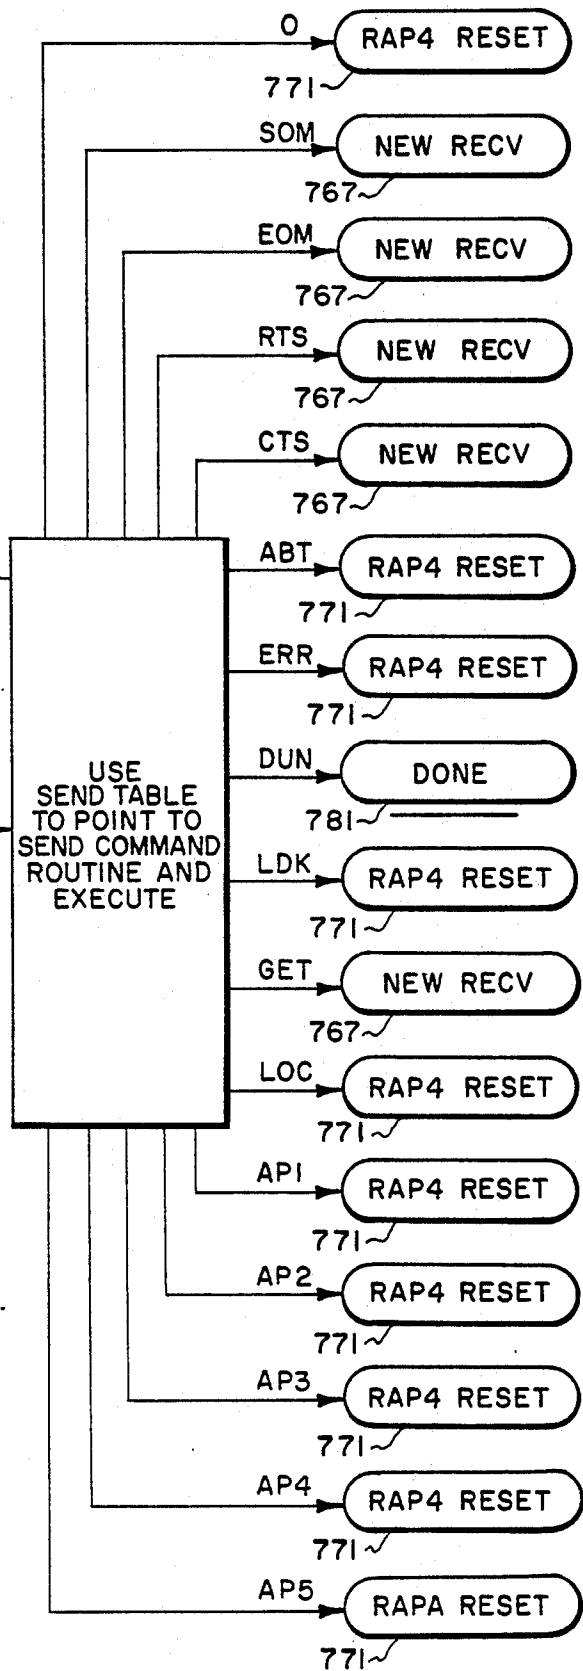 O
RAP4 RESET
771
SOM
NEW RECV
767
EOM
NEW RECV
767
RTS
NEW RECV
767
CTS
NEW RECV
767
ABT
RAP4 RESET
771
ERR
RAP4 RESET
771
DUN
DONE
781
USE
SEND TABLE
TO POINT TO
SEND COMMAND
ROUTINE AND
EXECUTE
LDK
RAP4 RESET
771
GET
NEW RECV
767
LOC
RAP4 RESET
771
AP1
RAP4 RESET
771
AP2
RAP4 RESET
771
AP3
RAP4 RESET
771
AP4
RAP4 RESET
771
AP5
RAPA RESET
771